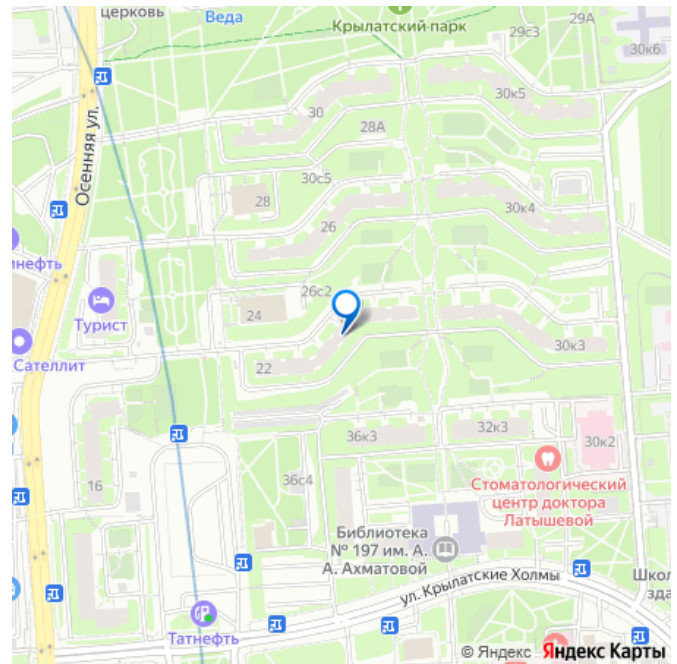 церковь
Веда
Крылатский парк
29с3
29А
30к6
30
30к5
28А
Осенняя ул.
30с5
28
30к4
26
инефть
26с2
Турист
24
Сателлит
22
30к3
36к3
32к3
30к2
16
36с4
Стоматологический
центр доктора
Латышевой
Библиотека
№ 197 им. А.
А. Ахматовой
ул. Крылатские Холмы
Школ
зда
Татнефть
© Яндекс Яндекс Карты